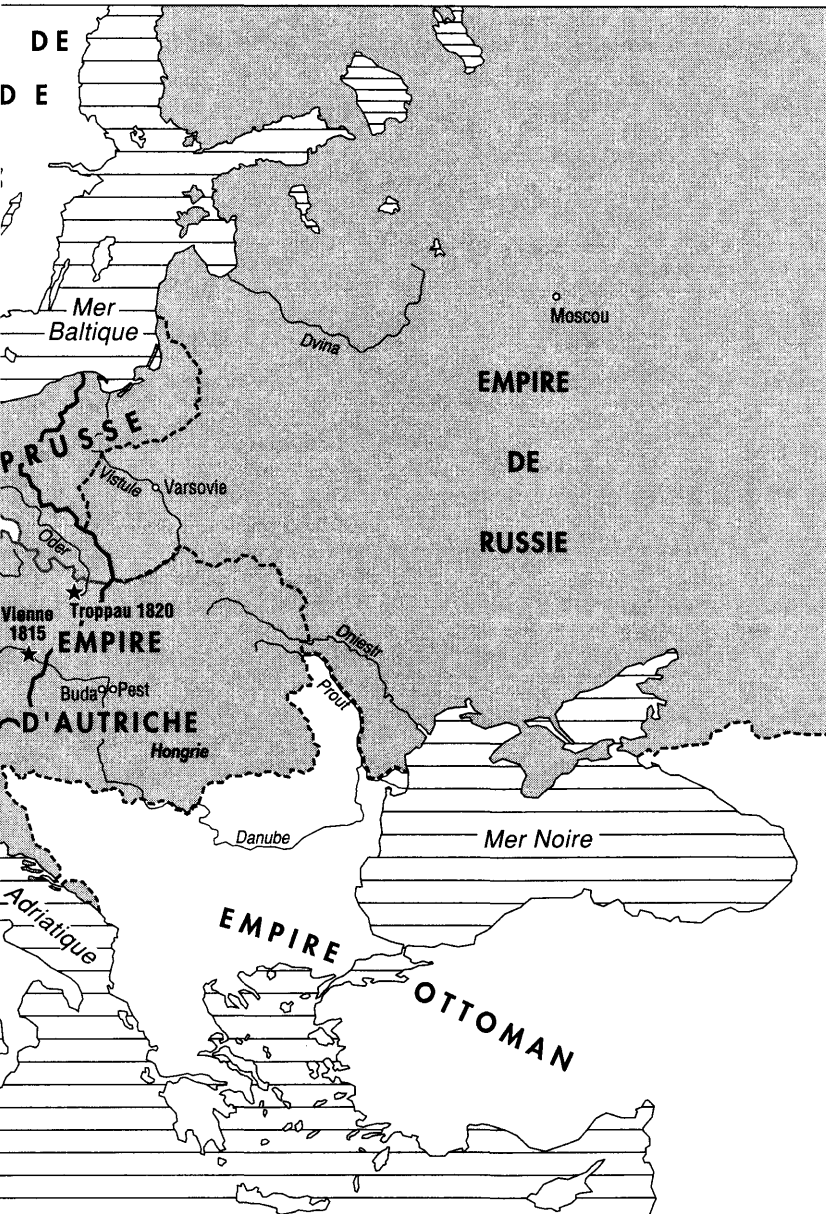 DE
D E
Mer
Baltique
Moscou
Dvina
EMPIRE
DE
RUSSIE
PRUSSE
Vistule
Varsovie
Oder
Troppau 1820
Vienne
1815
EMPIRE
D'AUTRICHE
Buda
Pest
Hongrie
Dniestr
Prout
Danube
Mer Noire
Adriatique
EMPIRE
OTTOMAN